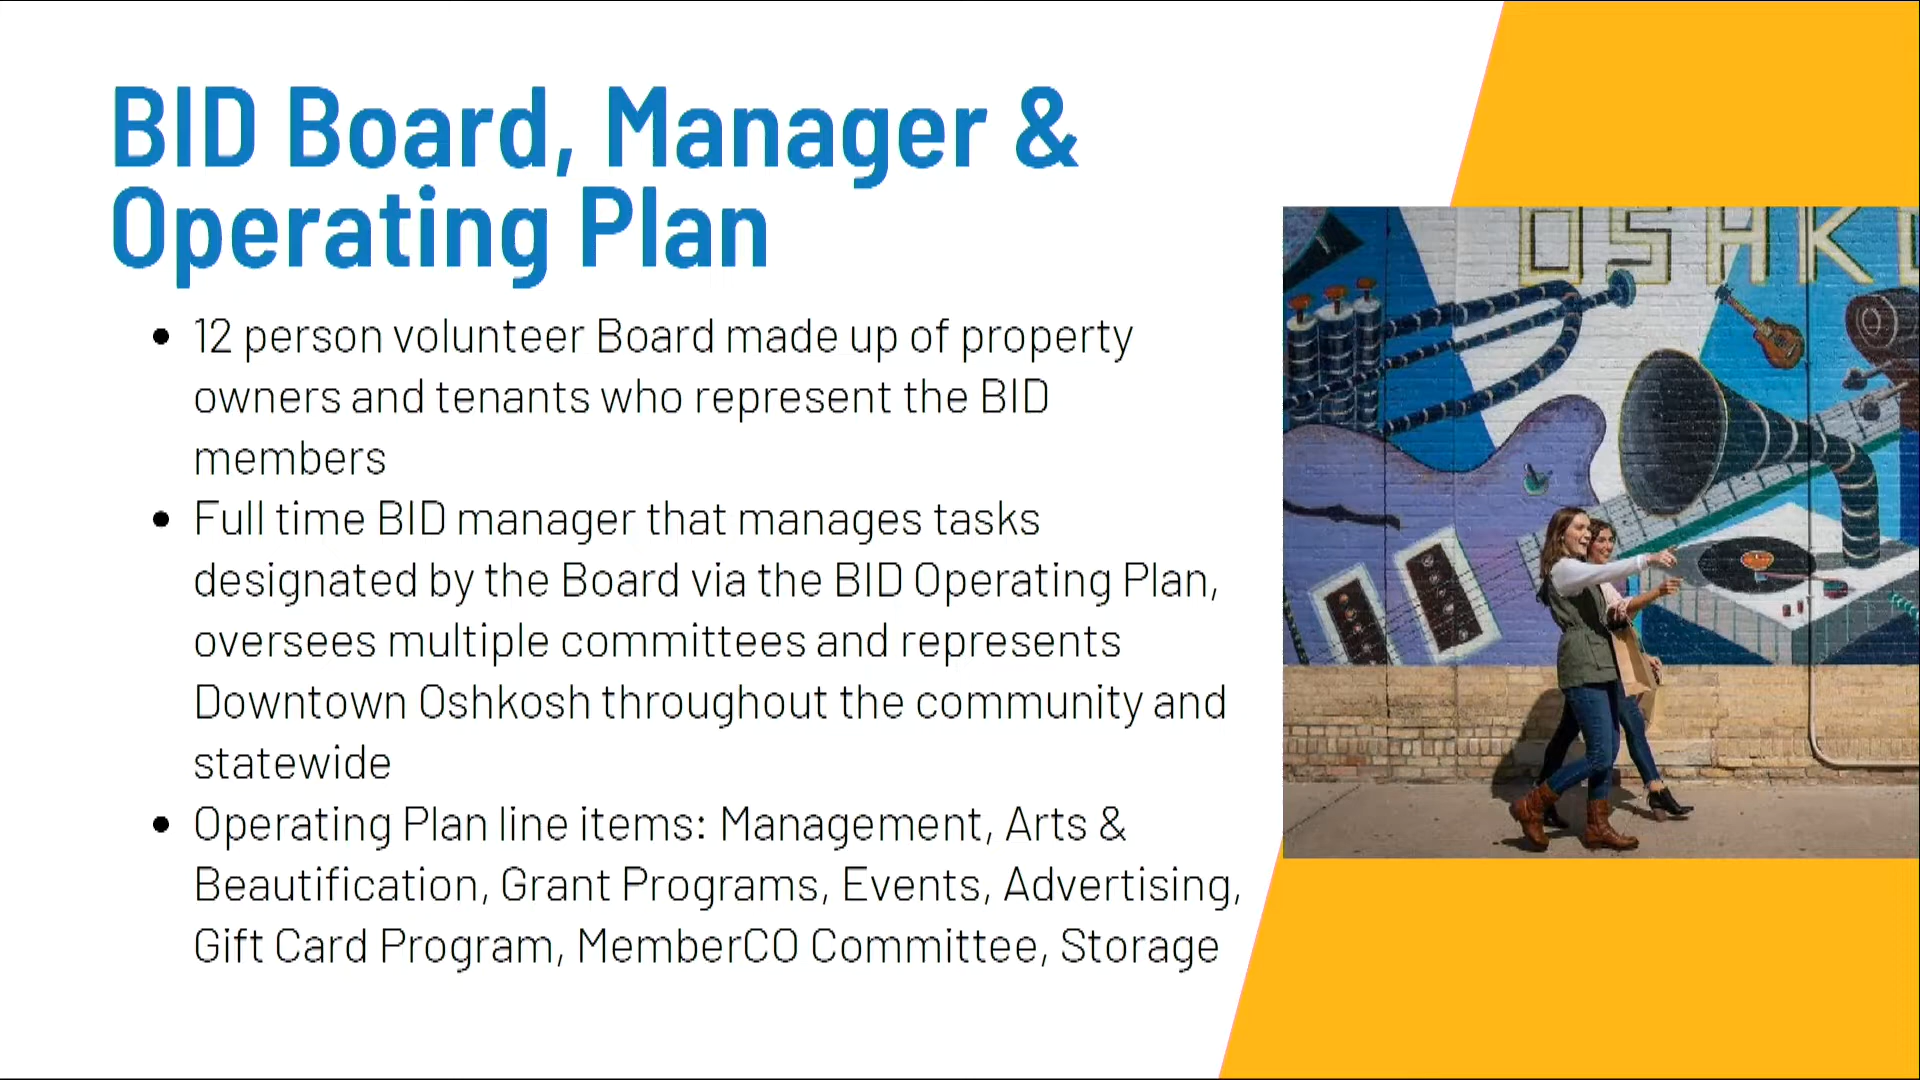 BID Board, Manager &
Operating Plan
• 12 person volunteer Board made up of property
owners and tenants who represent the BID
members
• Full time BID manager that manages tasks
designated by the Board via the BID Operating Plan,
oversees multiple committees and represents
Downtown Oshkosh throughout the community and
statewide
• Operating Plan line items: Management, Arts &
Beautification, Grant Programs, Events, Advertising,
Gift Card Program, MemberCO Committee, Storage
OSHK